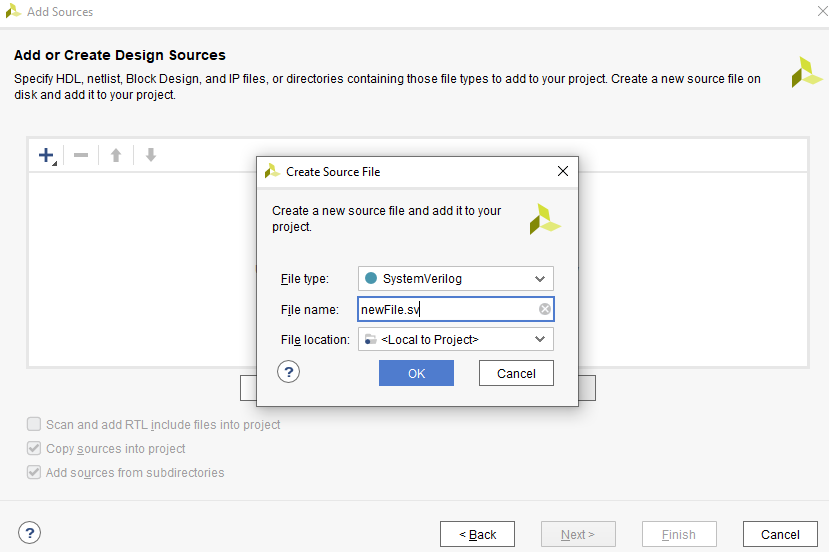 Add Sources
Add or Create Design Sources
Specify HDL, netlist, Block Design, and IP files, or directories containing those file types to add to your project. Create a new source file on
disk and add it to your project.
Create Source File
Create a new source file and add it to your
project.
File type: SystemVerilog
File name: newFile.sv
File location: <Local to Project>
? OK Cancel
Scan and add RTL include files into project
Copy sources into project
Add sources from subdirectories
? < Back Next > Finish Cancel